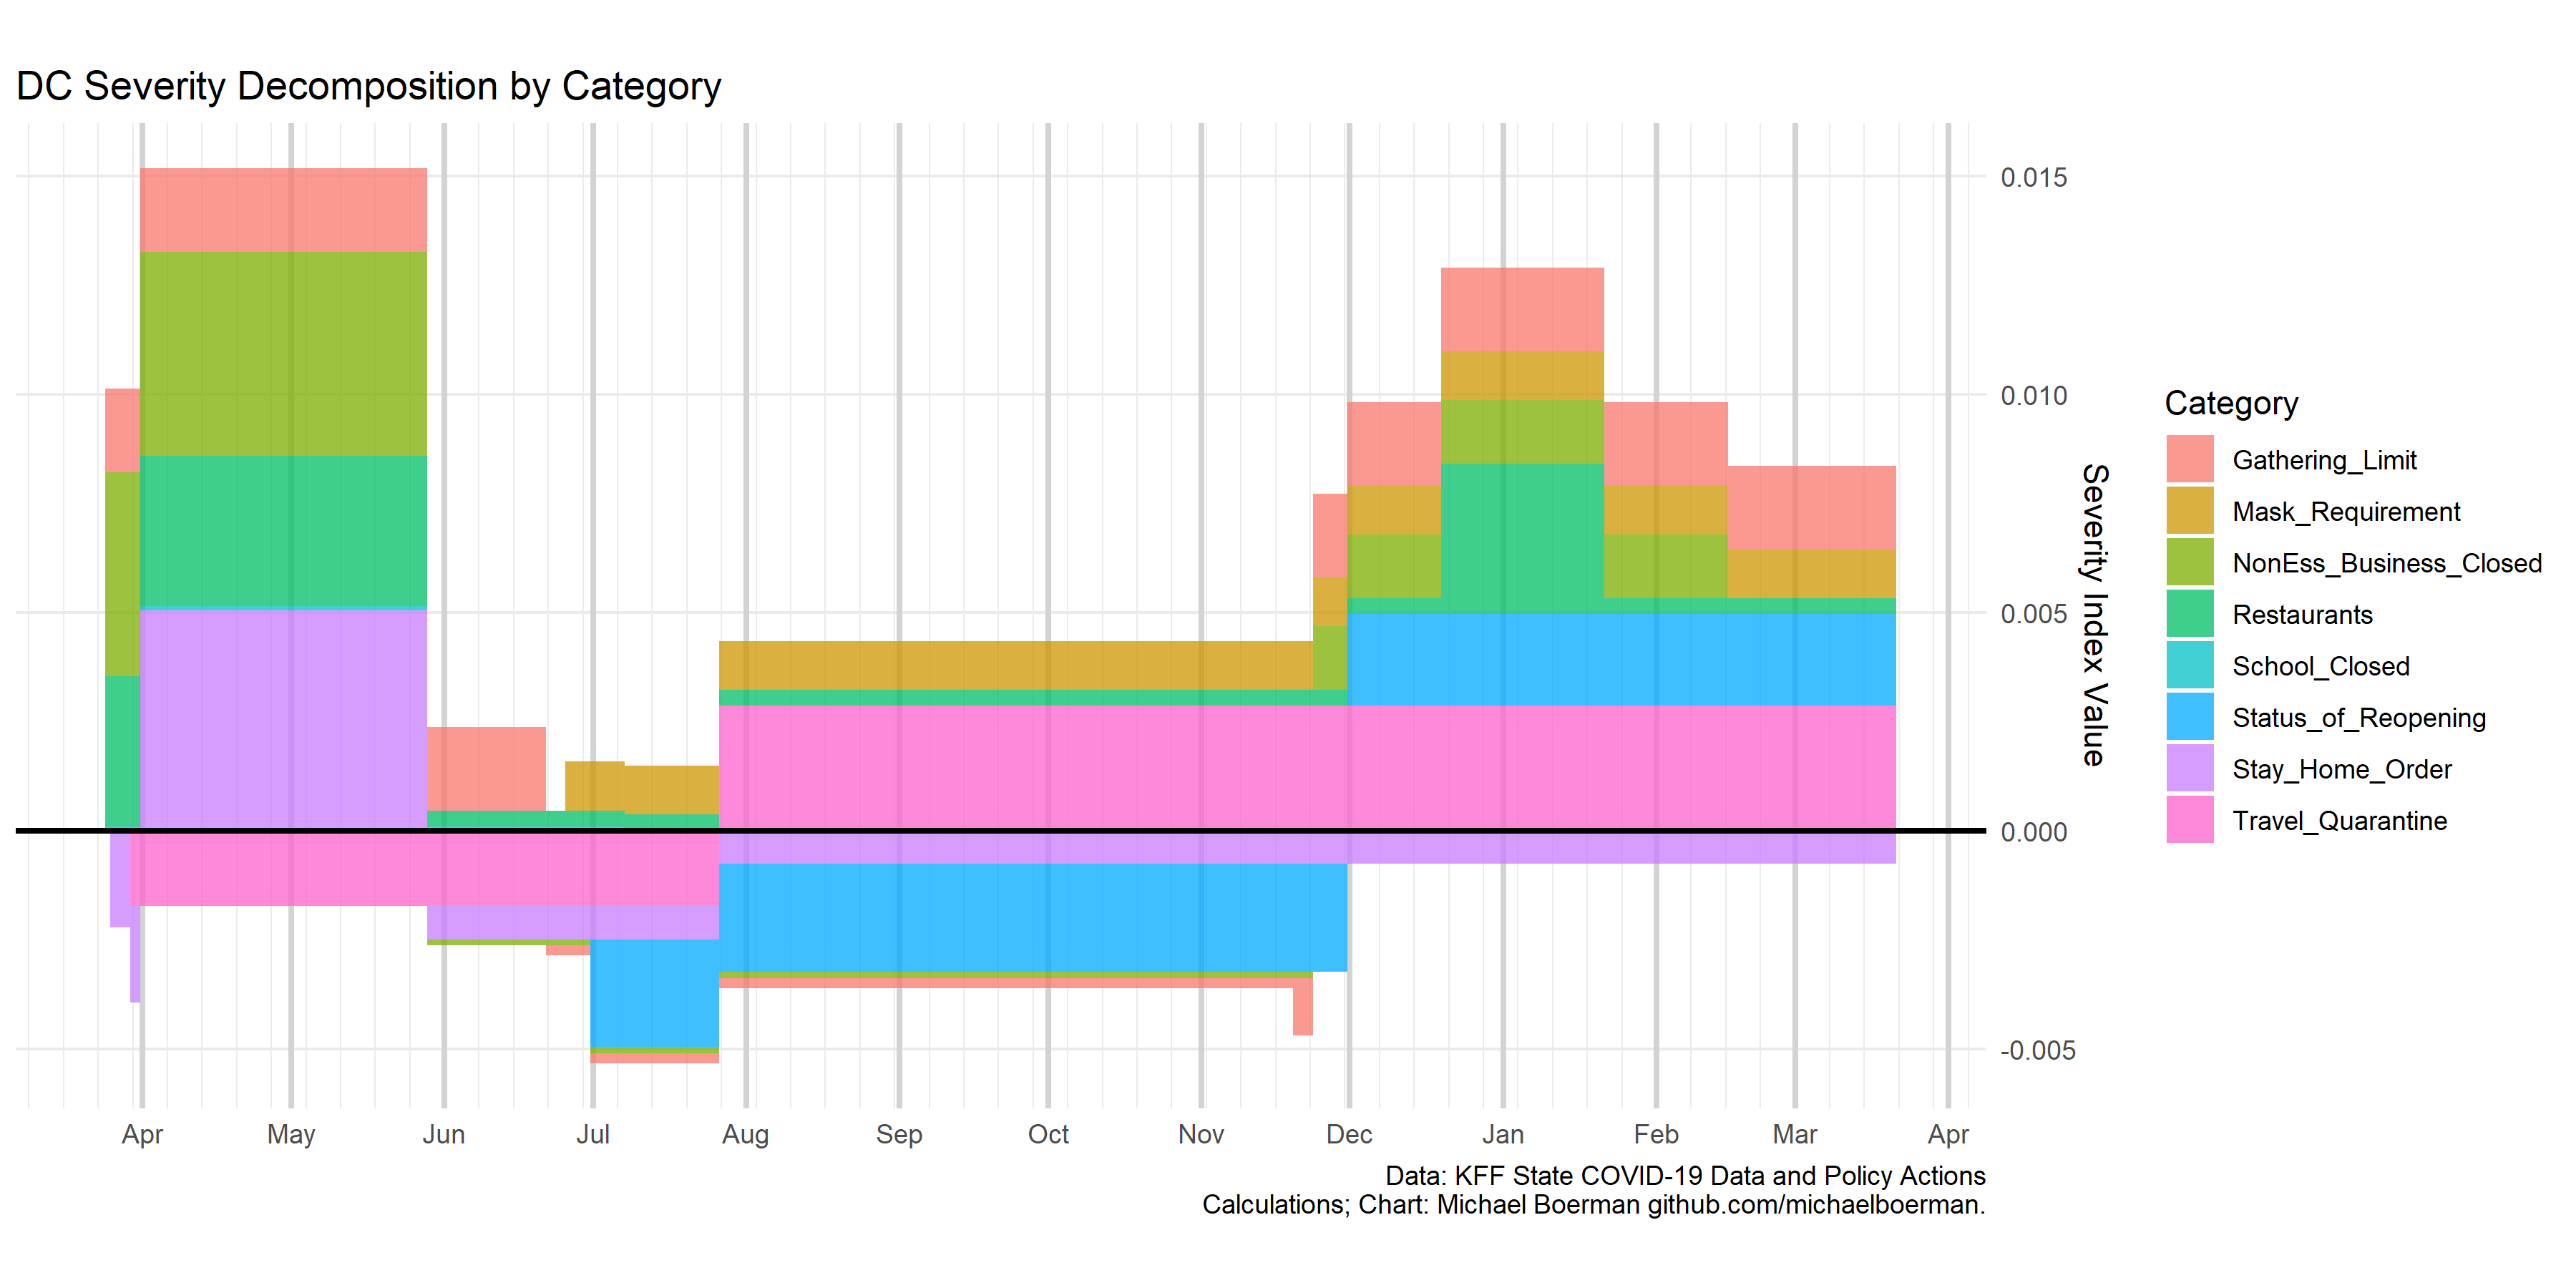 DC Severity Decomposition by Category
0.015
0.010
0.005
0.000
-0.005
Severity Index Value
Apr
May
Jun
Jul
Aug
Sep
Oct
Nov
Dec
Jan
Feb
Mar
Apr
Category
Gathering_Limit
Mask_Requirement
NonEss_Business_Closed
Restaurants
School_Closed
Status_of_Reopening
Stay_Home_Order
Travel_Quarantine
Data: KFF State COVID-19 Data and Policy Actions
Calculations; Chart: Michael Boerman github.com/michaelboerman.